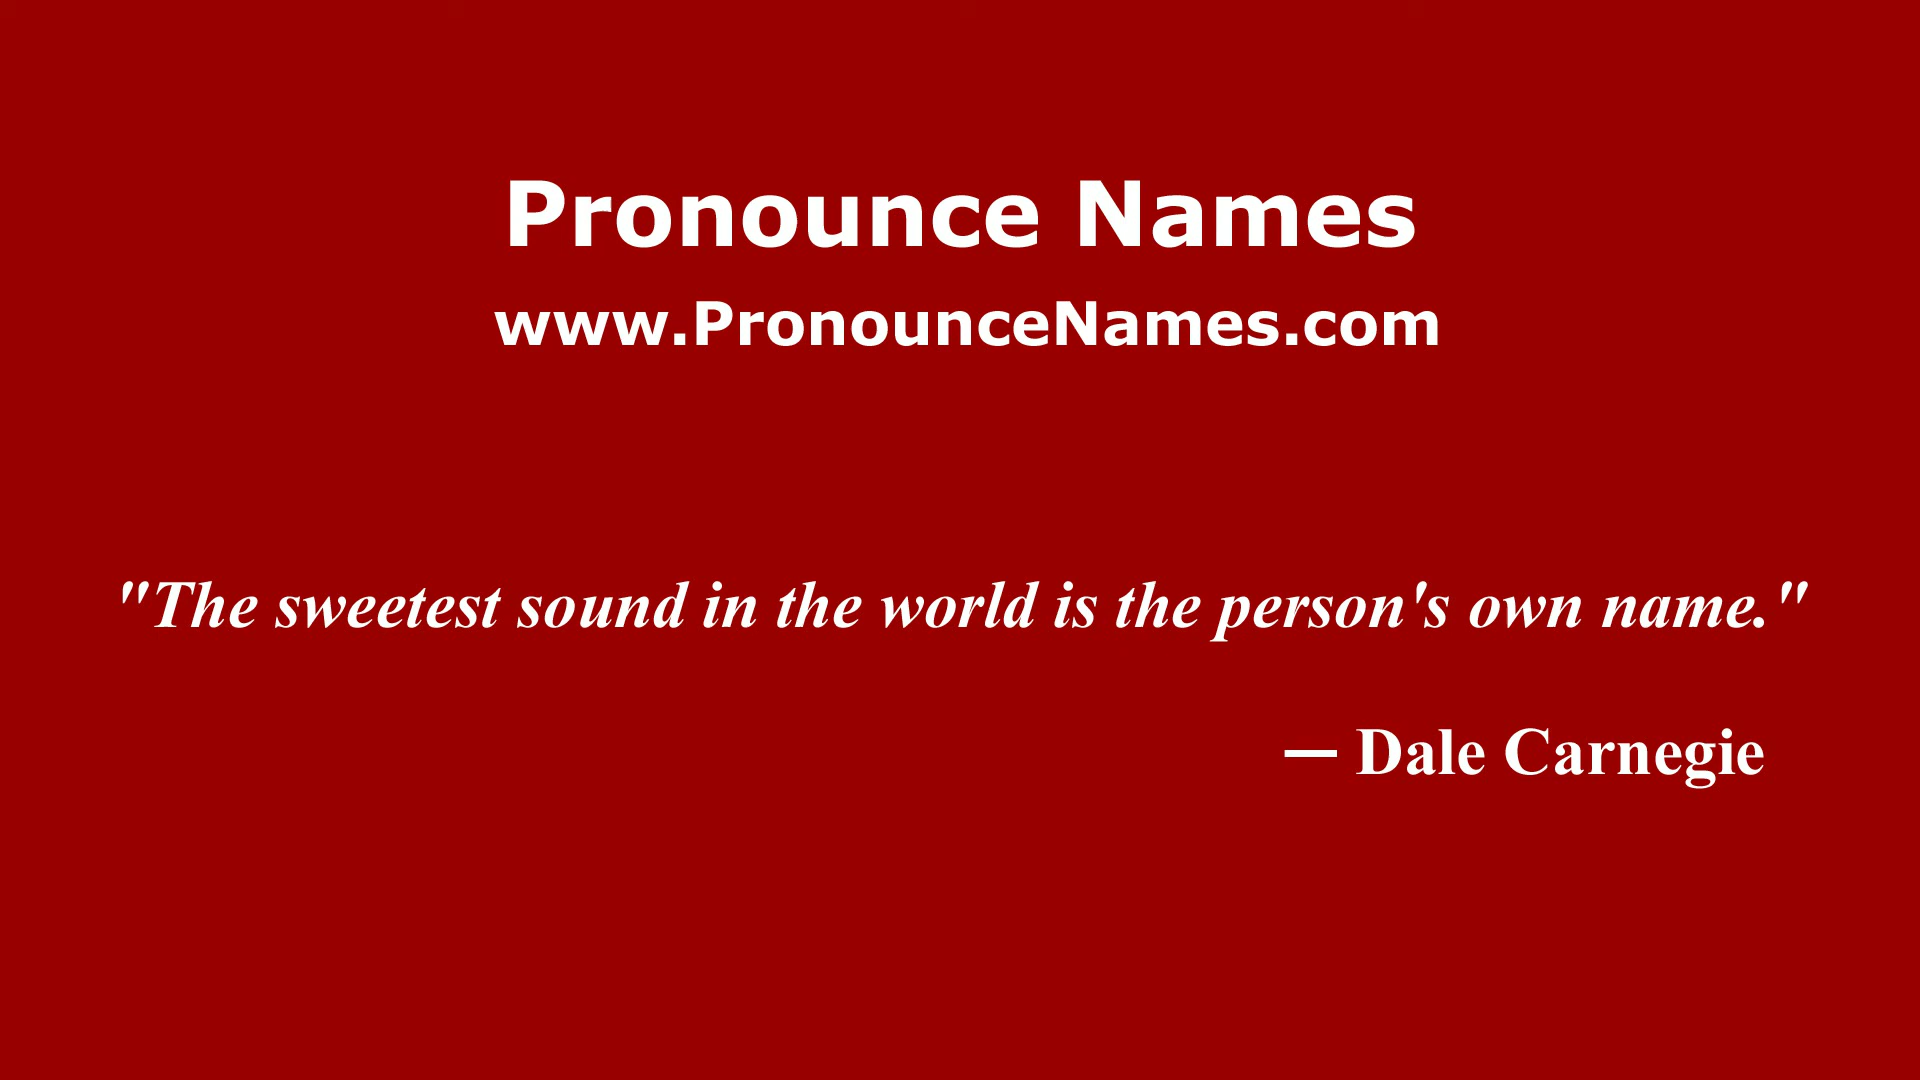 Pronounce Names
www.PronounceNames.com
"The sweetest sound in the world is the person's own name."
— Dale Carnegie